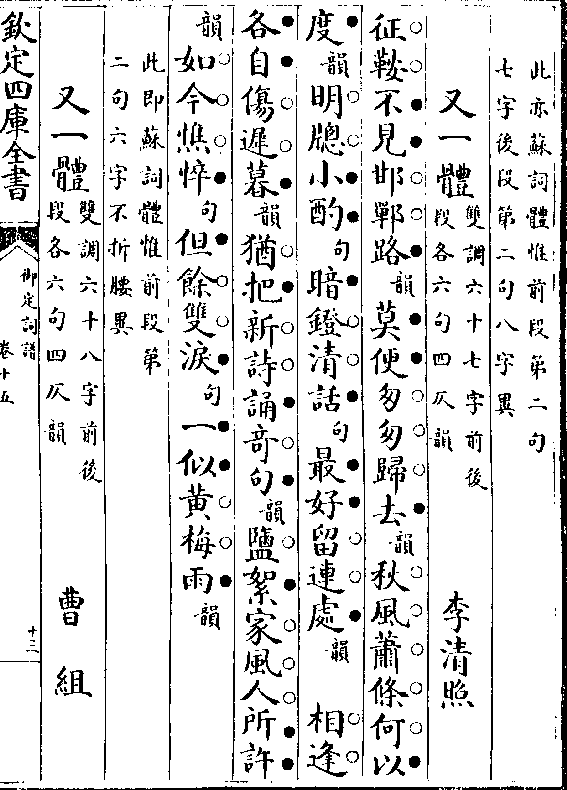 此亦蘇詞體惟前段第二句
七字後段第二句八字異
又一體 雙調六十七字前後段各六句四仄韻 李清照
征鞍不見邯鄲路韻莫便匆匆歸去韻秋風蕭條何以
度韻明牕小酌句暗鐙清話句最好留連處韻 相逢
各自傷遲暮韻猶把新詩誦奇句韻鹽絮家風人所許
韻如今憔悴句但餘雙淚句一似黄梅雨韻
此即蘇詞體惟前段第
二句六字不折腰異
又一體 雙調六十八字前後段各六句四仄韻 曹組
欽定四庫全書 御定詞譜 卷十五 十三